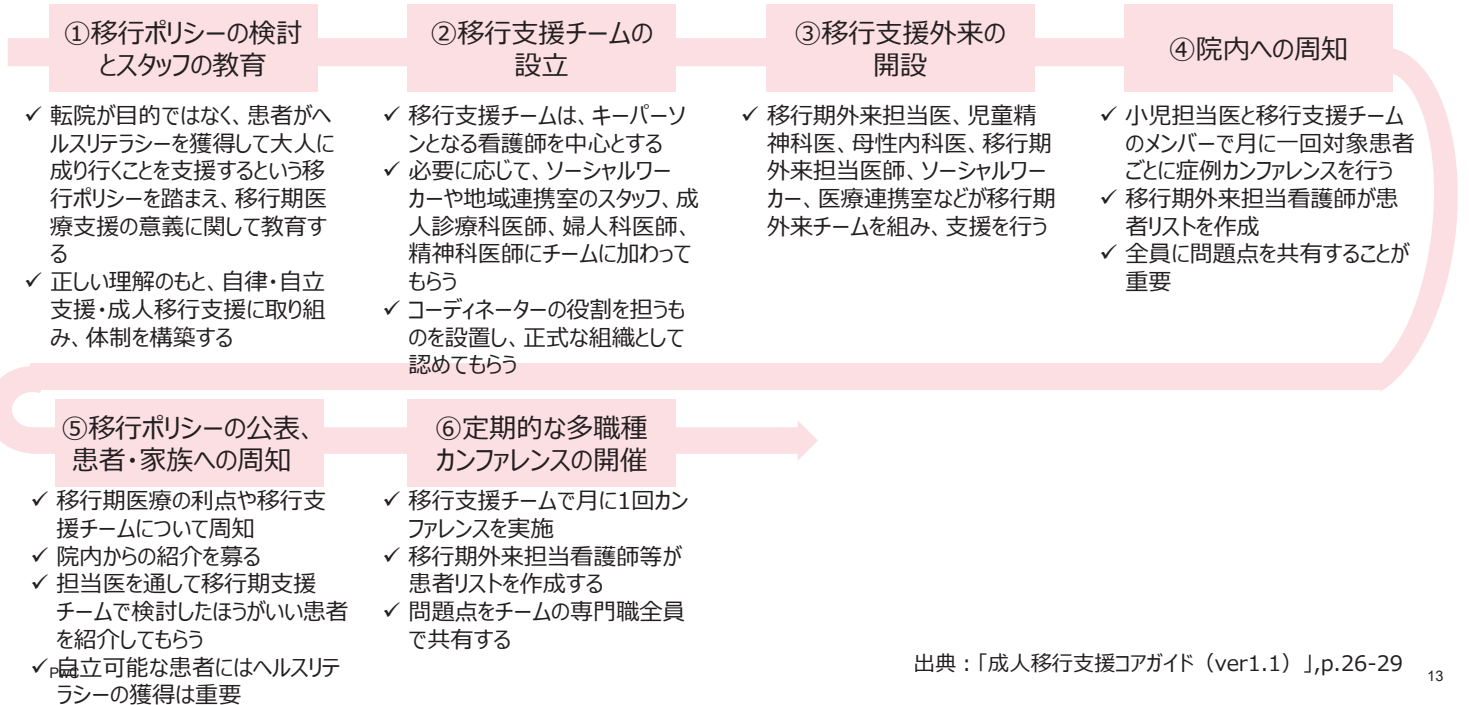 ①移行ポリシーの検討
とスタッフの教育
✓ 転院が目的ではなく、患者がヘ
ルスリテラシーを獲得して大人に
成り行くことを支援するという移
行ポリシーを踏まえ、移行期医
療支援の意義に関して教育す
る
✓ 正しい理解のもと、自律・自立
支援・成人移行支援に取り組
み、体制を構築する
②移行支援チームの
設立
✓ 移行支援チームは、キーパーソ
ンとなる看護師を中心とする
✓ 必要に応じて、ソーシャルワー
カーや地域連携室のスタッフ、成
人診療科医師、婦人科医師、
精神科医師にチームに加わって
もらう
✓ コーディネーターの役割を担うも
のを設置し、正式な組織として
認めてもらう
③移行支援外来の
開設
✓ 移行期外来担当医、児童精
神科医、母性内科医、移行期
外来担当医師、ソーシャルワー
カー、医療連携室などが移行期
外来チームを組み、支援を行う
④院内への周知
✓ 小児担当医と移行支援チーム
のメンバーで月に一回対象患者
ごとに症例カンファレンスを行う
✓ 移行期外来担当看護師が患
者リストを作成
✓ 全員に問題点を共有することが
重要
⑤移行ポリシーの公表、
患者・家族への周知
✓ 移行期医療の利点や移行支
援チームについて周知
✓ 院内からの紹介を募る
✓ 担当医を通して移行期支援
チームで検討したほうがいい患者
を紹介してもらう
✓ 自立可能な患者にはヘルスリテ
ラシーの獲得は重要
⑥定期的な多職種
カンファレンスの開催
✓ 移行支援チームで月に1回カン
ファレンスを実施
✓ 移行期外来担当看護師等が
患者リストを作成する
✓ 問題点をチームの専門職全員
で共有する
PwC
出典：「成人移行支援コアガイド（ver1.1）」,p.26-29
13